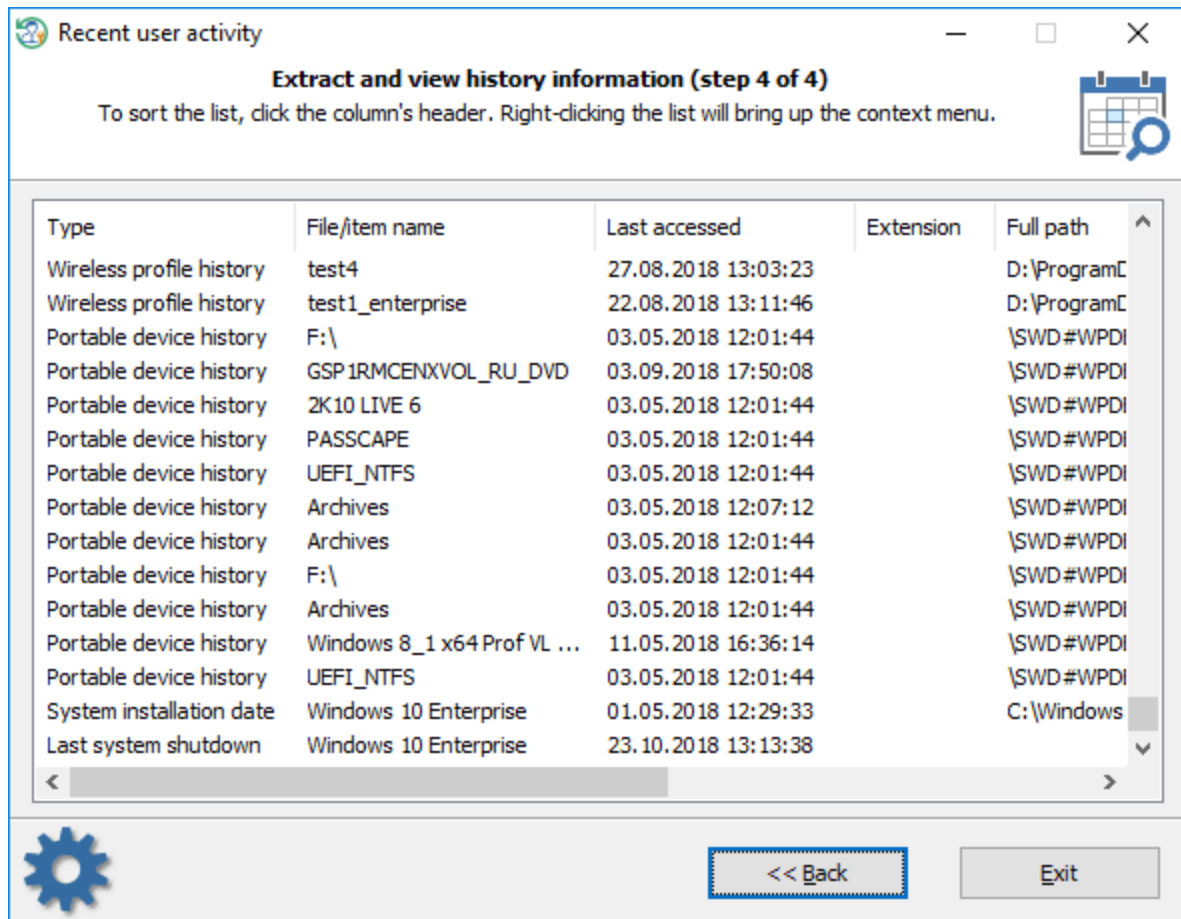 Recent user activity
Extract and view history information (step 4 of 4)
To sort the list, click the column's header. Right-clicking the list will bring up the context menu.
Type File/item name Last accessed Extension Full path
Wireless profile history test4 27.08.2018 13:03:23 D:\ProgramD
Wireless profile history test1_enterprise 22.08.2018 13:11:46 D:\ProgramD
Portable device history F:\ 03.05.2018 12:01:44 \SWD#WPDI
Portable device history GSP1RMCENXVOL_RU_DVD 03.09.2018 17:50:08 \SWD#WPDI
Portable device history 2K10 LIVE 6 03.05.2018 12:01:44 \SWD#WPDI
Portable device history PASSCAPE 03.05.2018 12:01:44 \SWD#WPDI
Portable device history UEFI_NTFS 03.05.2018 12:01:44 \SWD#WPDI
Portable device history Archives 03.05.2018 12:07:12 \SWD#WPDI
Portable device history Archives 03.05.2018 12:01:44 \SWD#WPDI
Portable device history F:\ 03.05.2018 12:01:44 \SWD#WPDI
Portable device history Archives 03.05.2018 12:01:44 \SWD#WPDI
Portable device history Windows 8_1 x64 Prof VL ... 11.05.2018 16:36:14 \SWD#WPDI
Portable device history UEFI_NTFS 03.05.2018 12:01:44 \SWD#WPDI
System installation date Windows 10 Enterprise 01.05.2018 12:29:33 C:\Windows
Last system shutdown Windows 10 Enterprise 23.10.2018 13:13:38
<< Back Exit